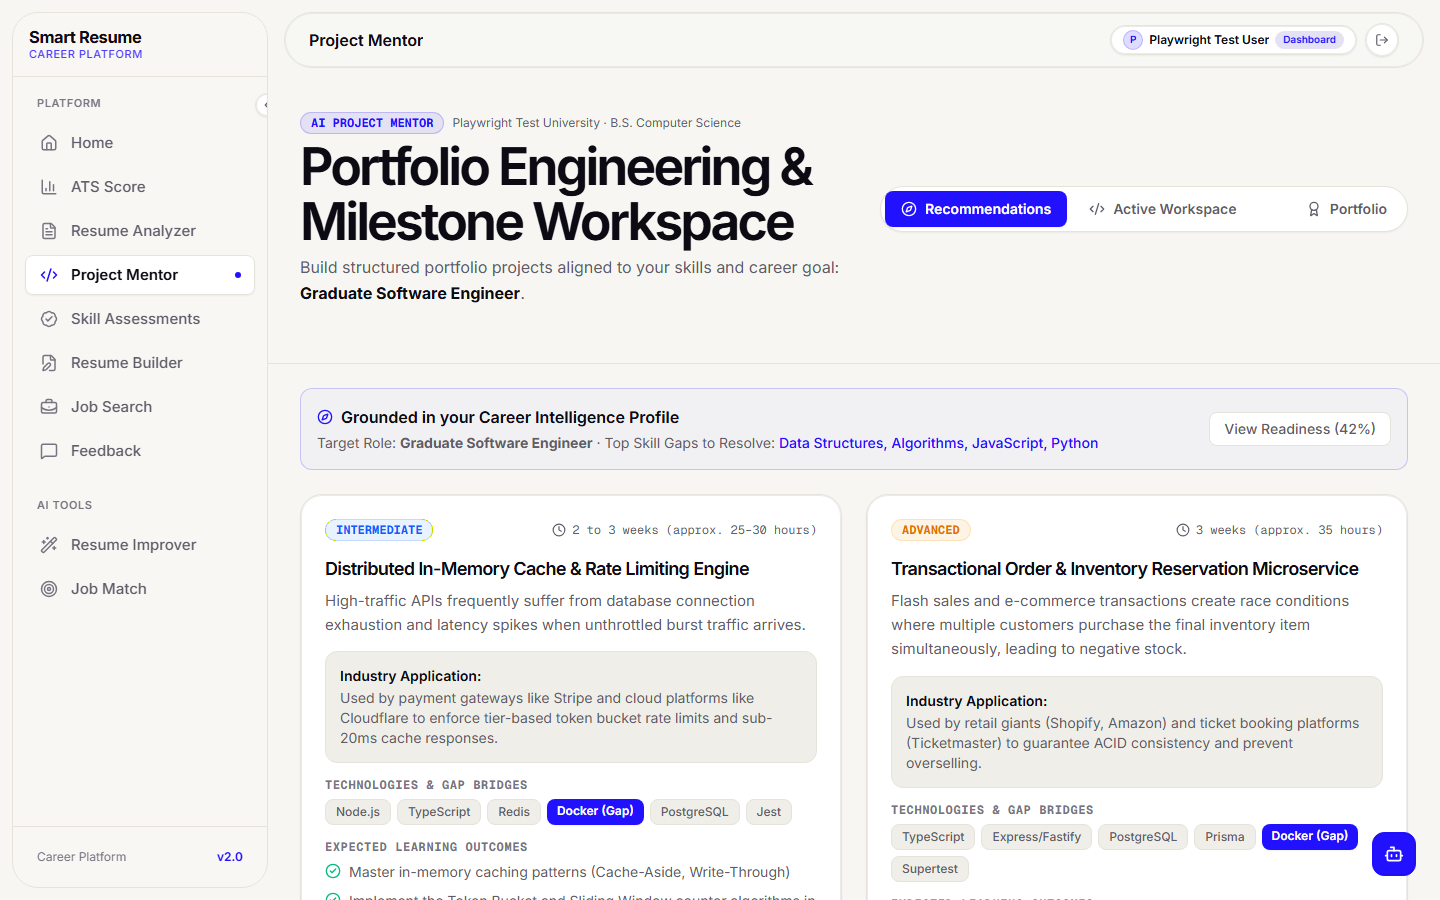 Smart Resume
CAREER PLATFORM
PLATFORM
Home
ATS Score
Resume Analyzer
Project Mentor
Skill Assessments
Resume Builder
Job Search
Feedback
AI TOOLS
Resume Improver
Job Match
Career Platform v2.0
Project Mentor
P Playwright Test User Dashboard
AI PROJECT MENTOR Playwright Test University · B.S. Computer Science
Portfolio Engineering &
Milestone Workspace
Build structured portfolio projects aligned to your skills and career goal:
Graduate Software Engineer.
Recommendations Active Workspace Portfolio
Grounded in your Career Intelligence Profile
Target Role: Graduate Software Engineer · Top Skill Gaps to Resolve: Data Structures, Algorithms, JavaScript, Python
View Readiness (42%)
INTERMEDIATE 2 to 3 weeks (approx. 25-30 hours)
Distributed In-Memory Cache & Rate Limiting Engine
High-traffic APIs frequently suffer from database connection
exhaustion and latency spikes when unthrottled burst traffic arrives.
Industry Application:
Used by payment gateways like Stripe and cloud platforms like
Cloudflare to enforce tier-based token bucket rate limits and sub-
20ms cache responses.
TECHNOLOGIES & GAP BRIDGES
Node.js TypeScript Redis Docker (Gap) PostgreSQL Jest
EXPECTED LEARNING OUTCOMES
Master in-memory caching patterns (Cache-Aside, Write-Through)
Implement the Token Bucket and Sliding Window counter algorithms in
ADVANCED 3 weeks (approx. 35 hours)
Transactional Order & Inventory Reservation Microservice
Flash sales and e-commerce transactions create race conditions
where multiple customers purchase the final inventory item
simultaneously, leading to negative stock.
Industry Application:
Used by retail giants (Shopify, Amazon) and ticket booking platforms
(Ticketmaster) to guarantee ACID consistency and prevent
overselling.
TECHNOLOGIES & GAP BRIDGES
TypeScript Express/Fastify PostgreSQL Prisma Docker (Gap)
Supertest